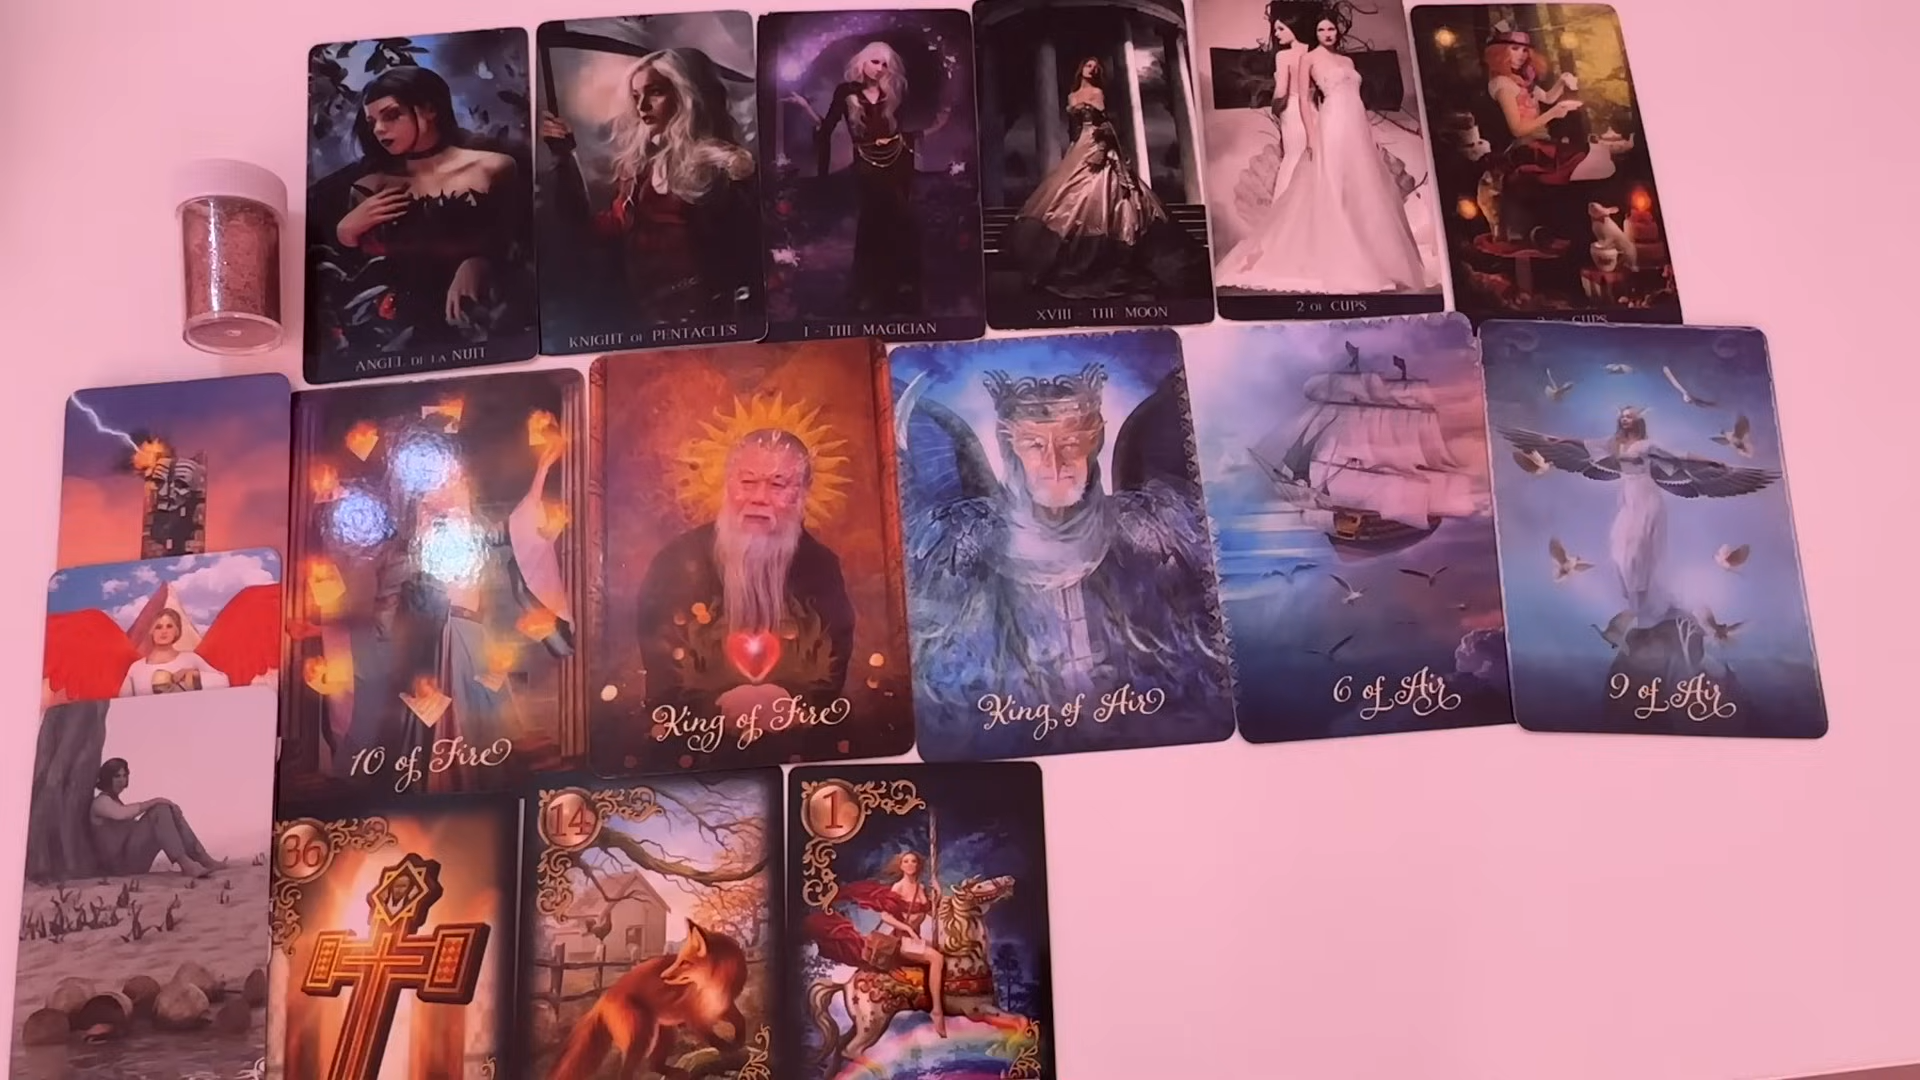 ANGEL DE LA NUIT
KNIGHT OF PENTACLES
I - THE MAGICIAN
XVIII - THE MOON
2 OF CUPS
CUPS
10 of Fire
King of Fire
King of Air
6 of Air
9 of Air
36
14
1